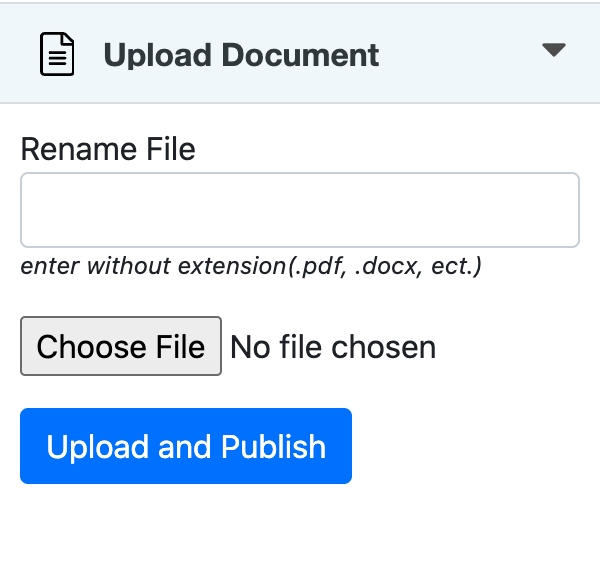 Upload Document
Rename File
enter without extension(.pdf, .docx, ect.)
Choose File No file chosen
Upload and Publish